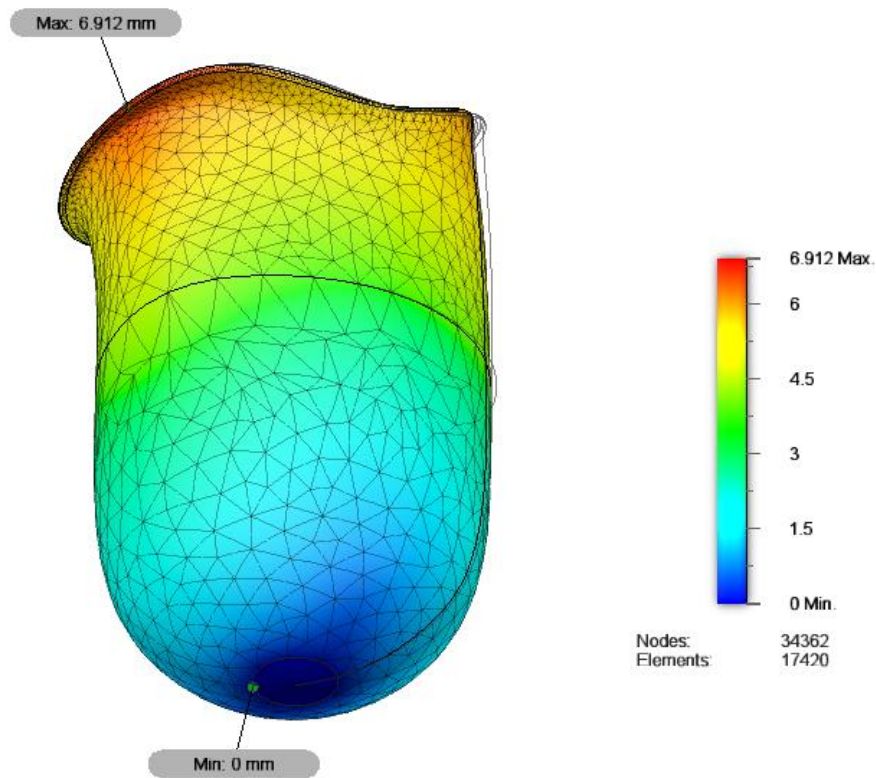 Max: 6.912 mm
6.912 Max.
6
4.5
3
1.5
0 Min.
Nodes: 34362
Elements: 17420
Min: 0 mm